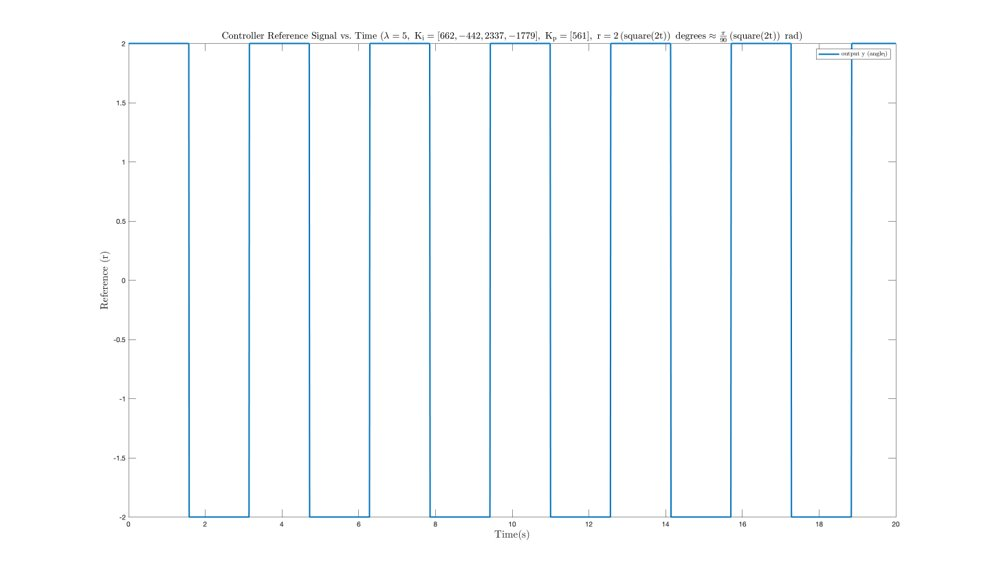 Controller Reference Signal vs. Time (λ = 5, Kᵢ = [662, −442, 2337, −1779], Kₚ = [561], r = 2 (square(2t)) degrees ≈ π/90 (square(2t)) rad)
output y (angle)
2
1.5
1
0.5
0
-0.5
-1
-1.5
-2
Reference (r)
0 2 4 6 8 10 12 14 16 18 20
Time(s)